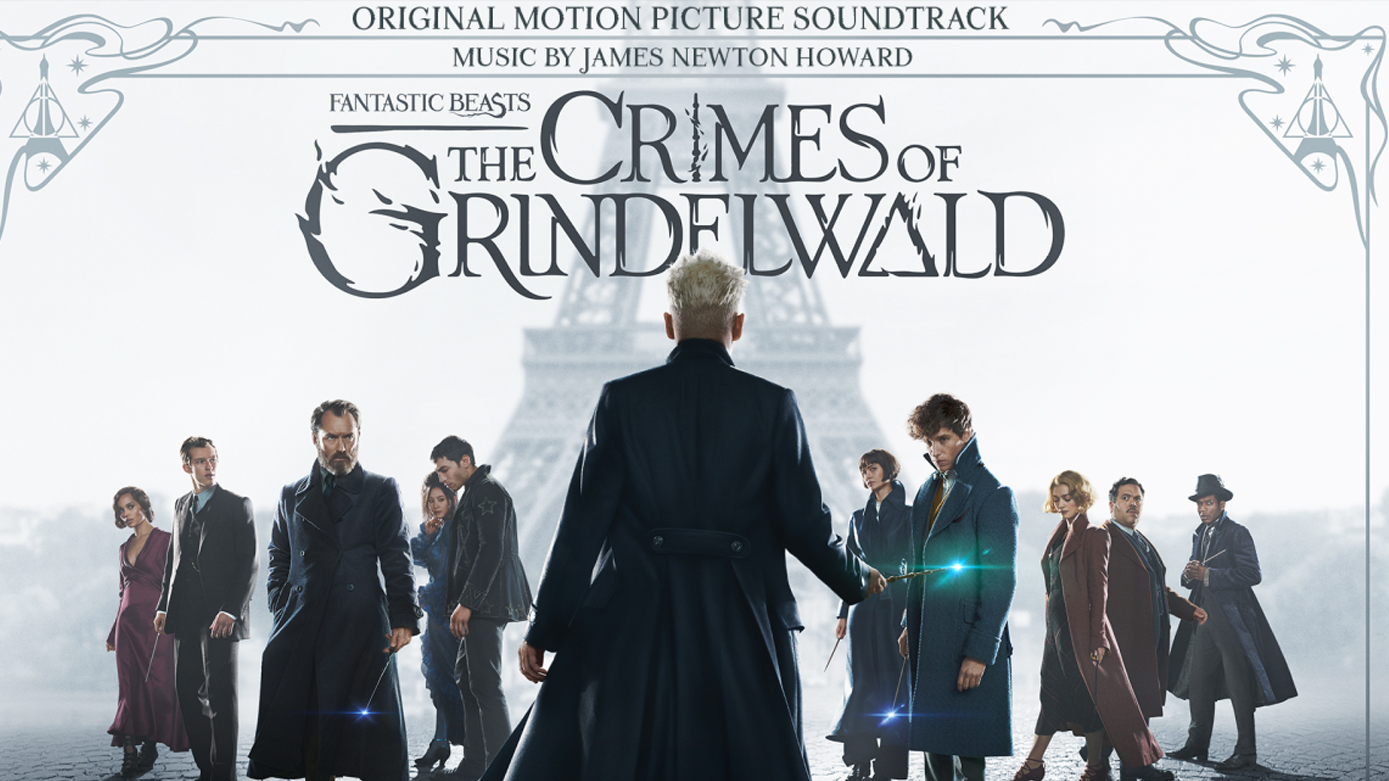 ORIGINAL MOTION PICTURE SOUNDTRACK
MUSIC BY JAMES NEWTON HOWARD
FANTASTIC BEASTS
THE CRIMES OF
GRINDELWALD